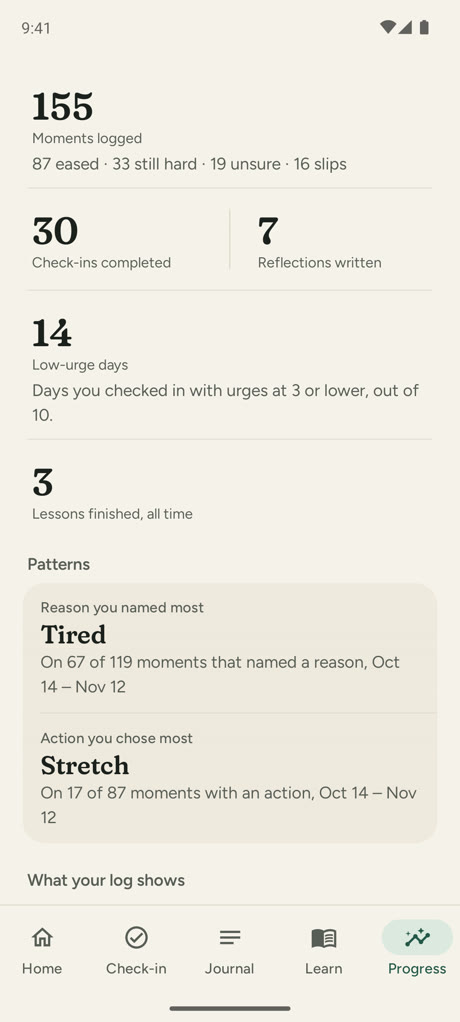 9:41
155
Moments logged
87 eased · 33 still hard · 19 unsure · 16 slips
30
Check-ins completed
7
Reflections written
14
Low-urge days
Days you checked in with urges at 3 or lower, out of
10.
3
Lessons finished, all time
Patterns
Reason you named most
Tired
On 67 of 119 moments that named a reason, Oct
14 – Nov 12
Action you chose most
Stretch
On 17 of 87 moments with an action, Oct 14 – Nov
12
What your log shows
Home
Check-in
Journal
Learn
Progress